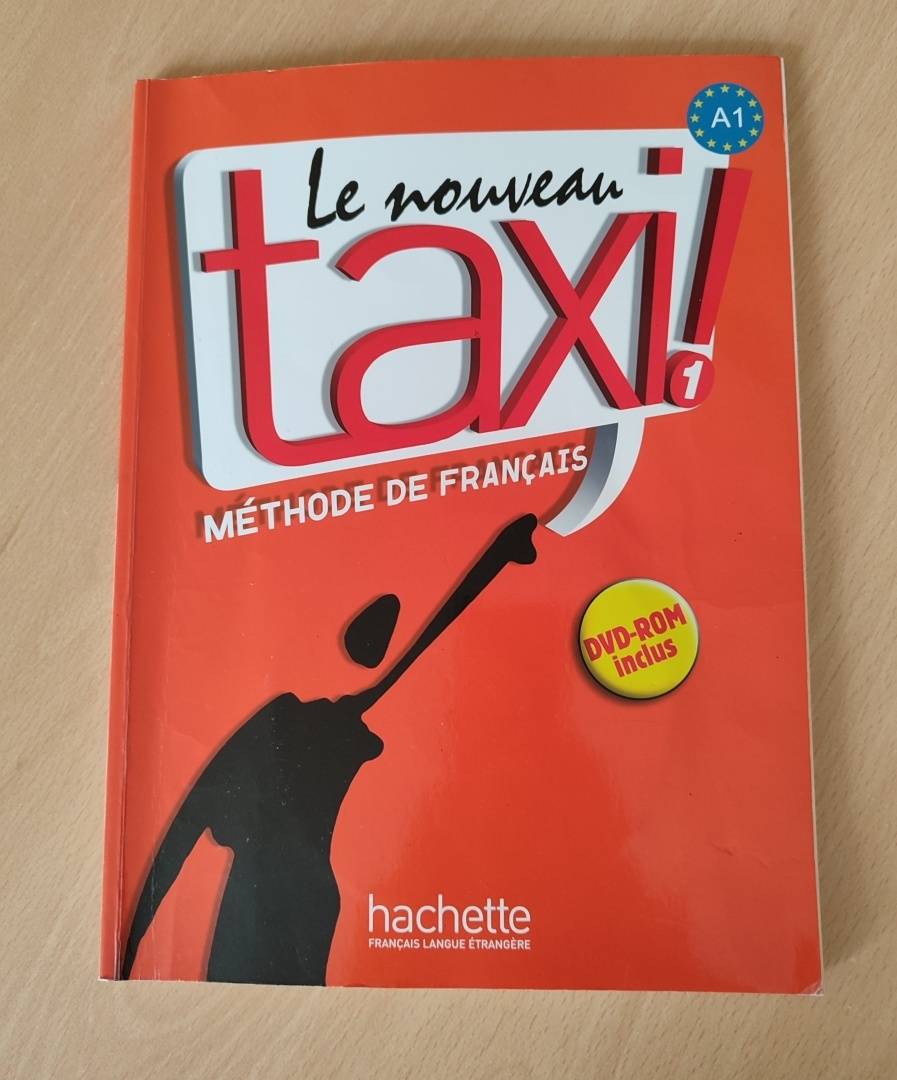 A1
Le nouveau
taxi!
1
MÉTHODE DE FRANÇAIS
DVD-ROM
inclus
hachette
FRANÇAIS LANGUE ÉTRANGÈRE